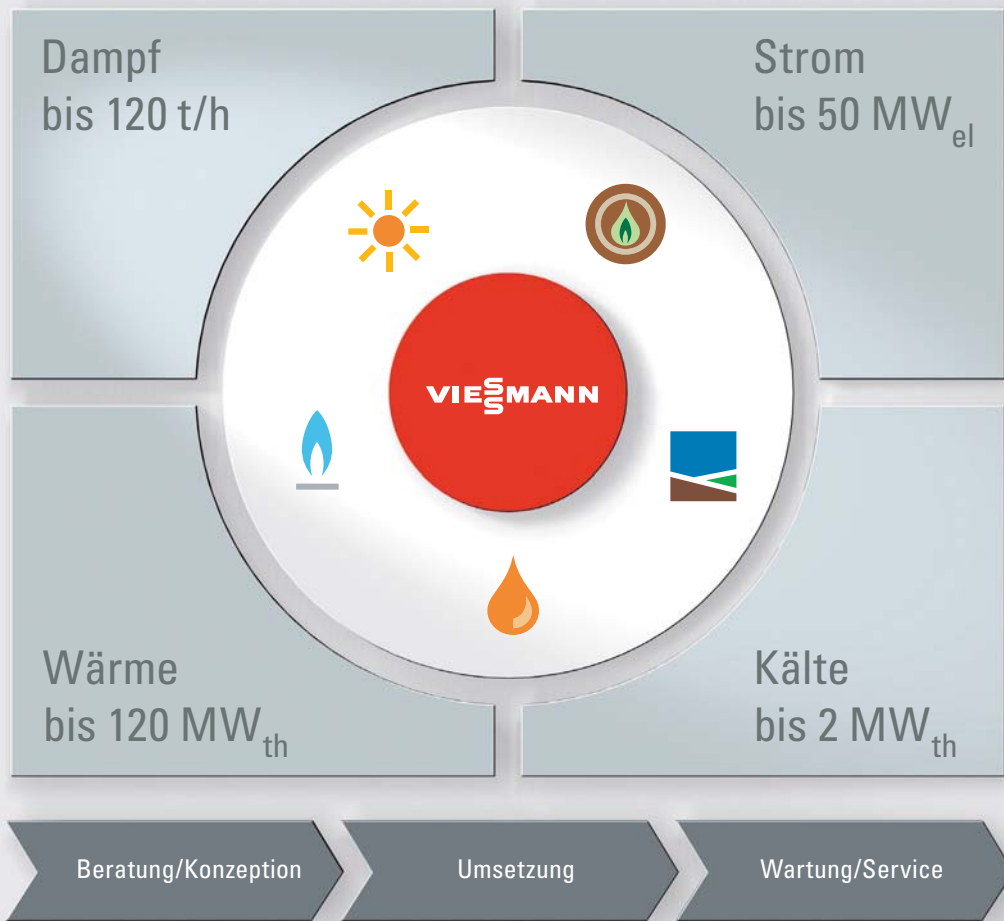 Dampf
bis 120 t/h
Strom
bis 50 MWel
VIESSMANN
Wärme
bis 120 MWth
Kälte
bis 2 MWth
Beratung/Konzeption
Umsetzung
Wartung/Service